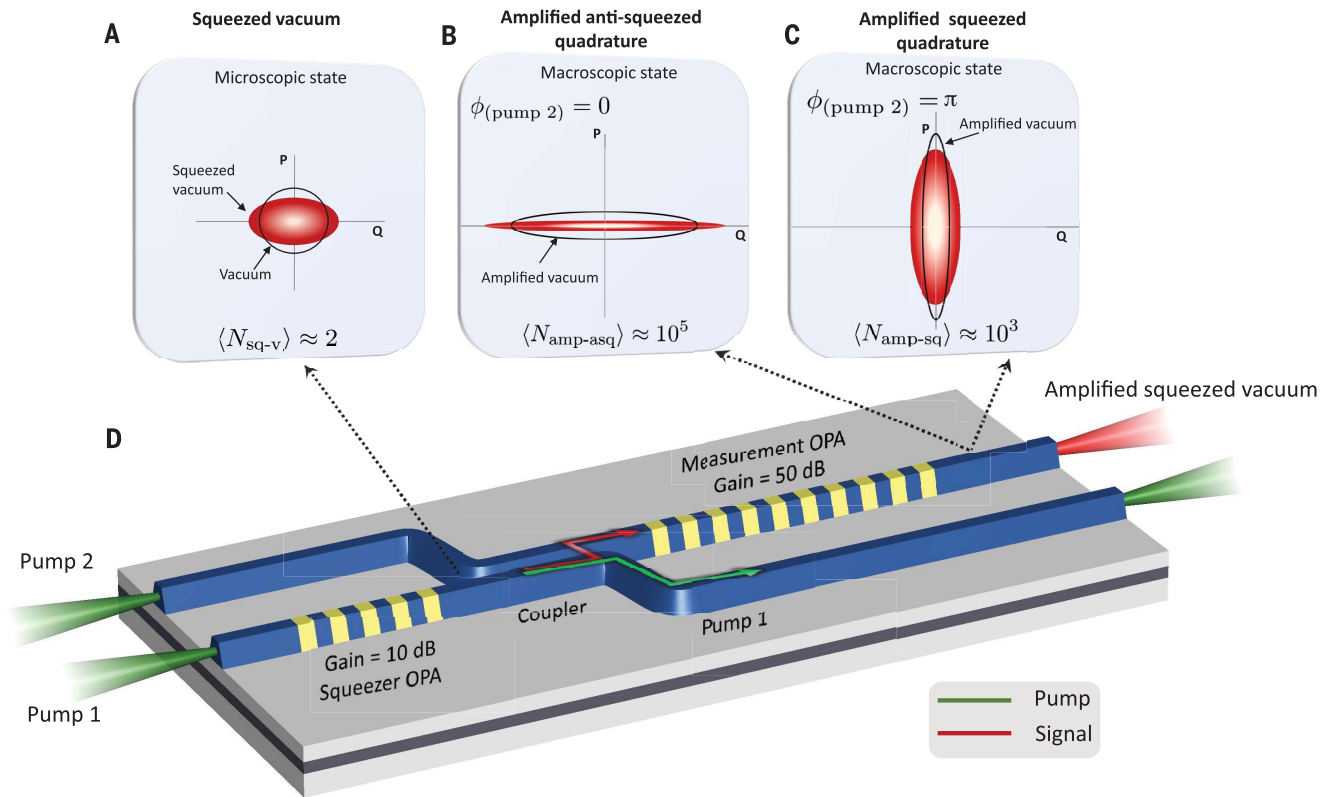 A
Squeezed vacuum
Microscopic state
P
Squeezed
vacuum
Q
Vacuum
⟨N_sq-v⟩ ≈ 2
B
Amplified anti-squeezed
quadrature
Macroscopic state
ϕ_(pump 2) = 0
P
Q
Amplified vacuum
⟨N_amp-asq⟩ ≈ 10^5
C
Amplified squeezed
quadrature
Macroscopic state
ϕ_(pump 2) = π
P
Amplified vacuum
Q
⟨N_amp-sq⟩ ≈ 10^3
D
Amplified squeezed vacuum
Measurement OPA
Gain = 50 dB
Pump 2
Coupler
Pump 1
Gain = 10 dB
Squeezer OPA
Pump 1
Pump
Signal